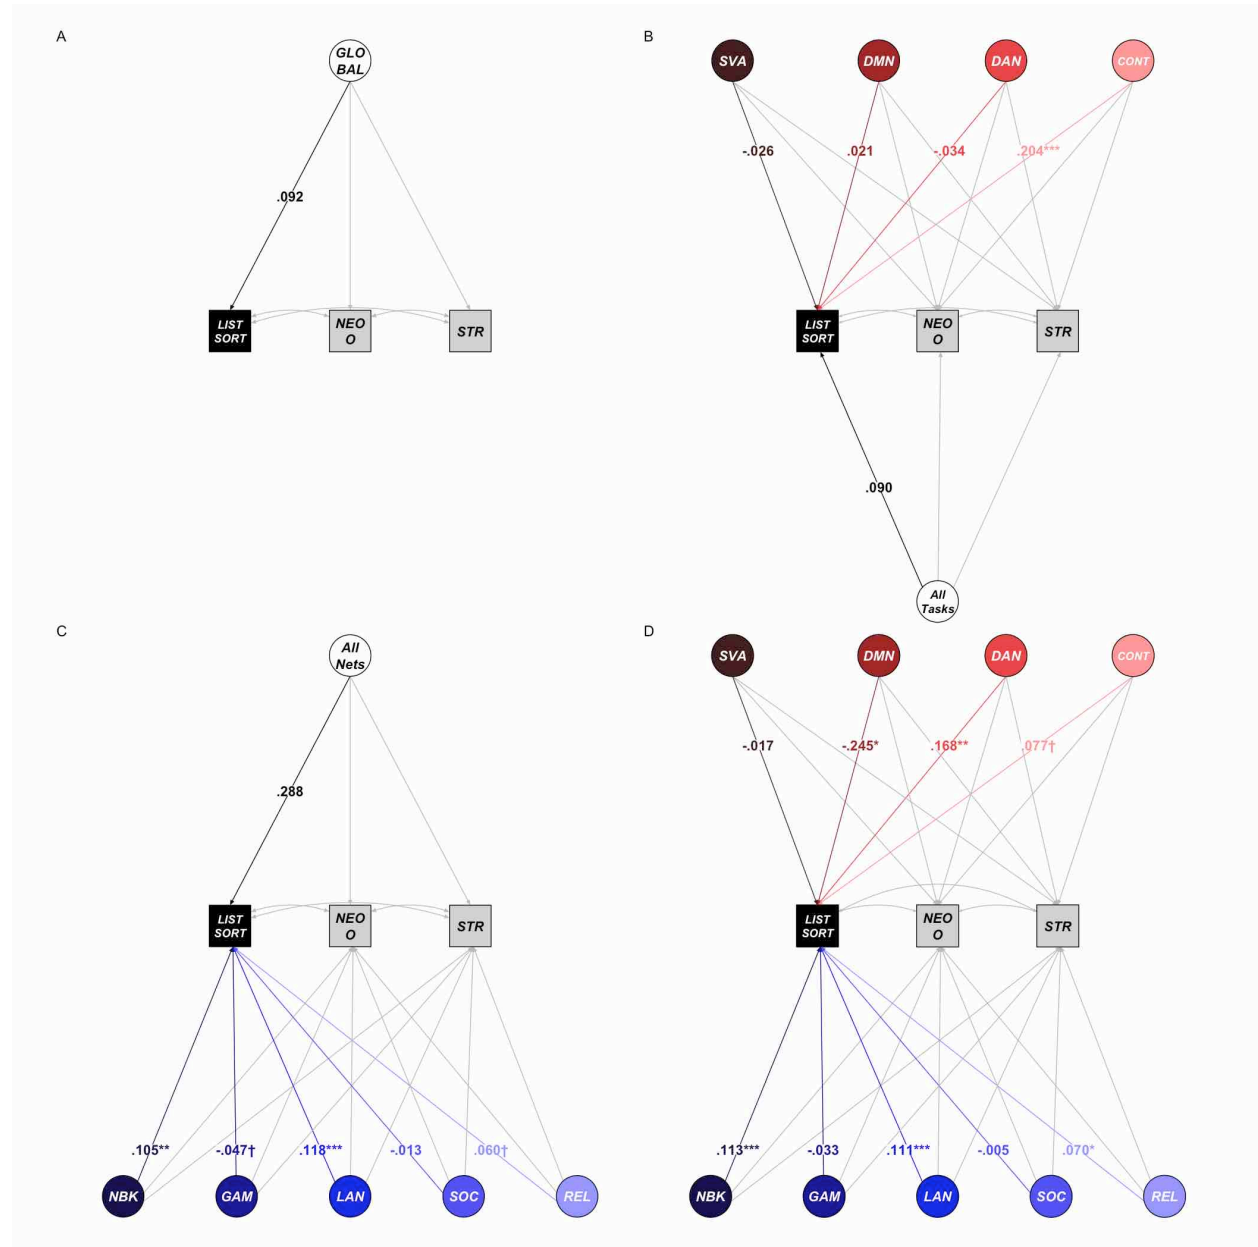 A
GLO
BAL
.092
LIST
SORT
NEO
O
STR
B
SVA
DMN
DAN
CONT
-.026
.021
-.034
.204***
LIST
SORT
NEO
O
STR
.090
All
Tasks
C
All
Nets
.288
LIST
SORT
NEO
O
STR
.105**
-.047†
.118***
-.013
.060†
NBK
GAM
LAN
SOC
REL
D
SVA
DMN
DAN
CONT
-.017
-.245*
.168**
.077†
LIST
SORT
NEO
O
STR
.113***
-.033
.111***
-.005
.070*
NBK
GAM
LAN
SOC
REL